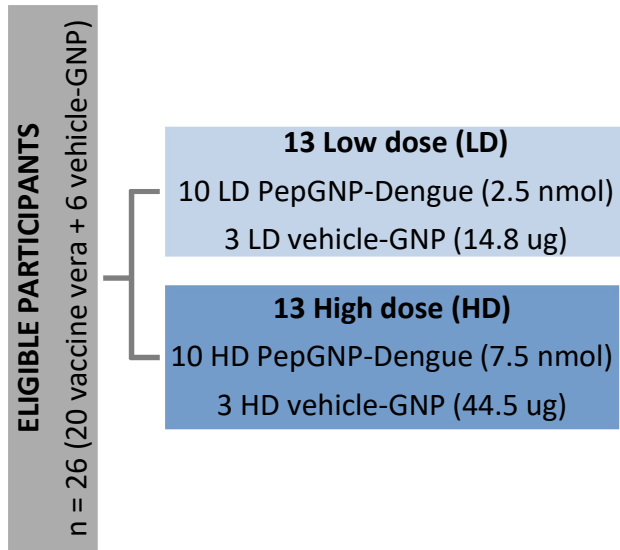 ELIGIBLE PARTICIPANTS
n = 26 (20 vaccine vera + 6 vehicle-GNP)
13 Low dose (LD)
10 LD PepGNP-Dengue (2.5 nmol)
3 LD vehicle-GNP (14.8 ug)
13 High dose (HD)
10 HD PepGNP-Dengue (7.5 nmol)
3 HD vehicle-GNP (44.5 ug)